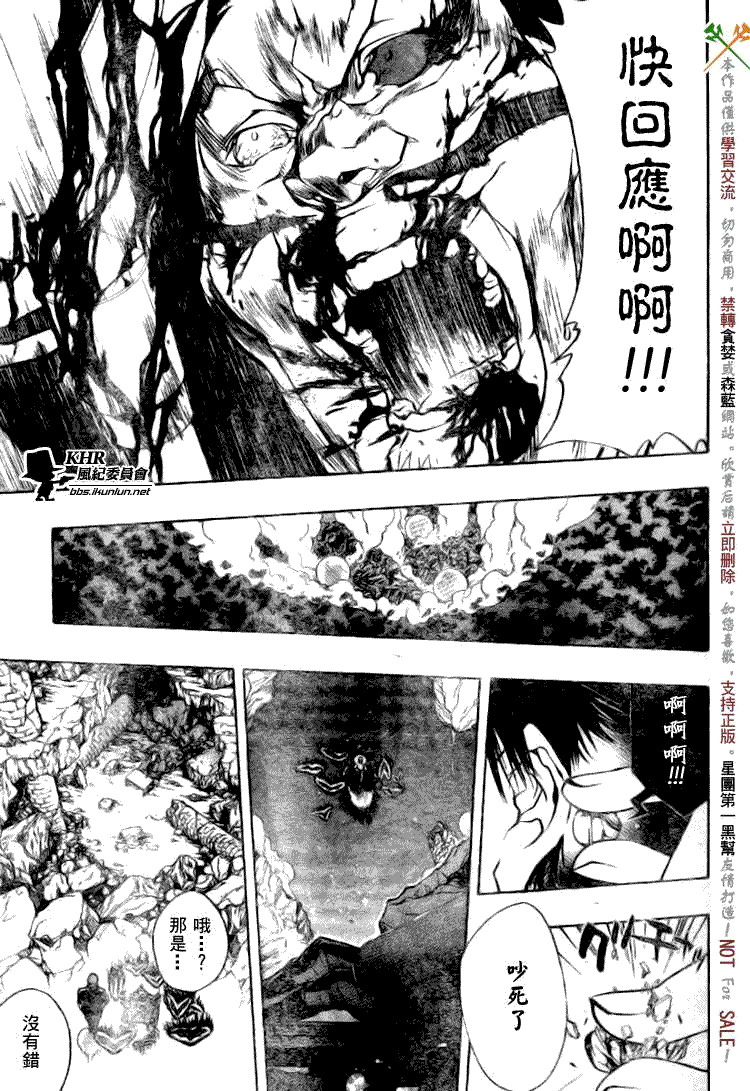 快回應啊啊!!!
KHR
風紀委員會
bbs.ikunlun.net
啊啊啊!!!
吵死了
哦…?
那是…
沒有錯
本作品僅供學習交流，切勿商用，禁轉貪婪或森藍網站。欣賞后請立即刪除，如您喜歡，支持正版。星團第一黑幫友情打造—NOT FOR SALE—